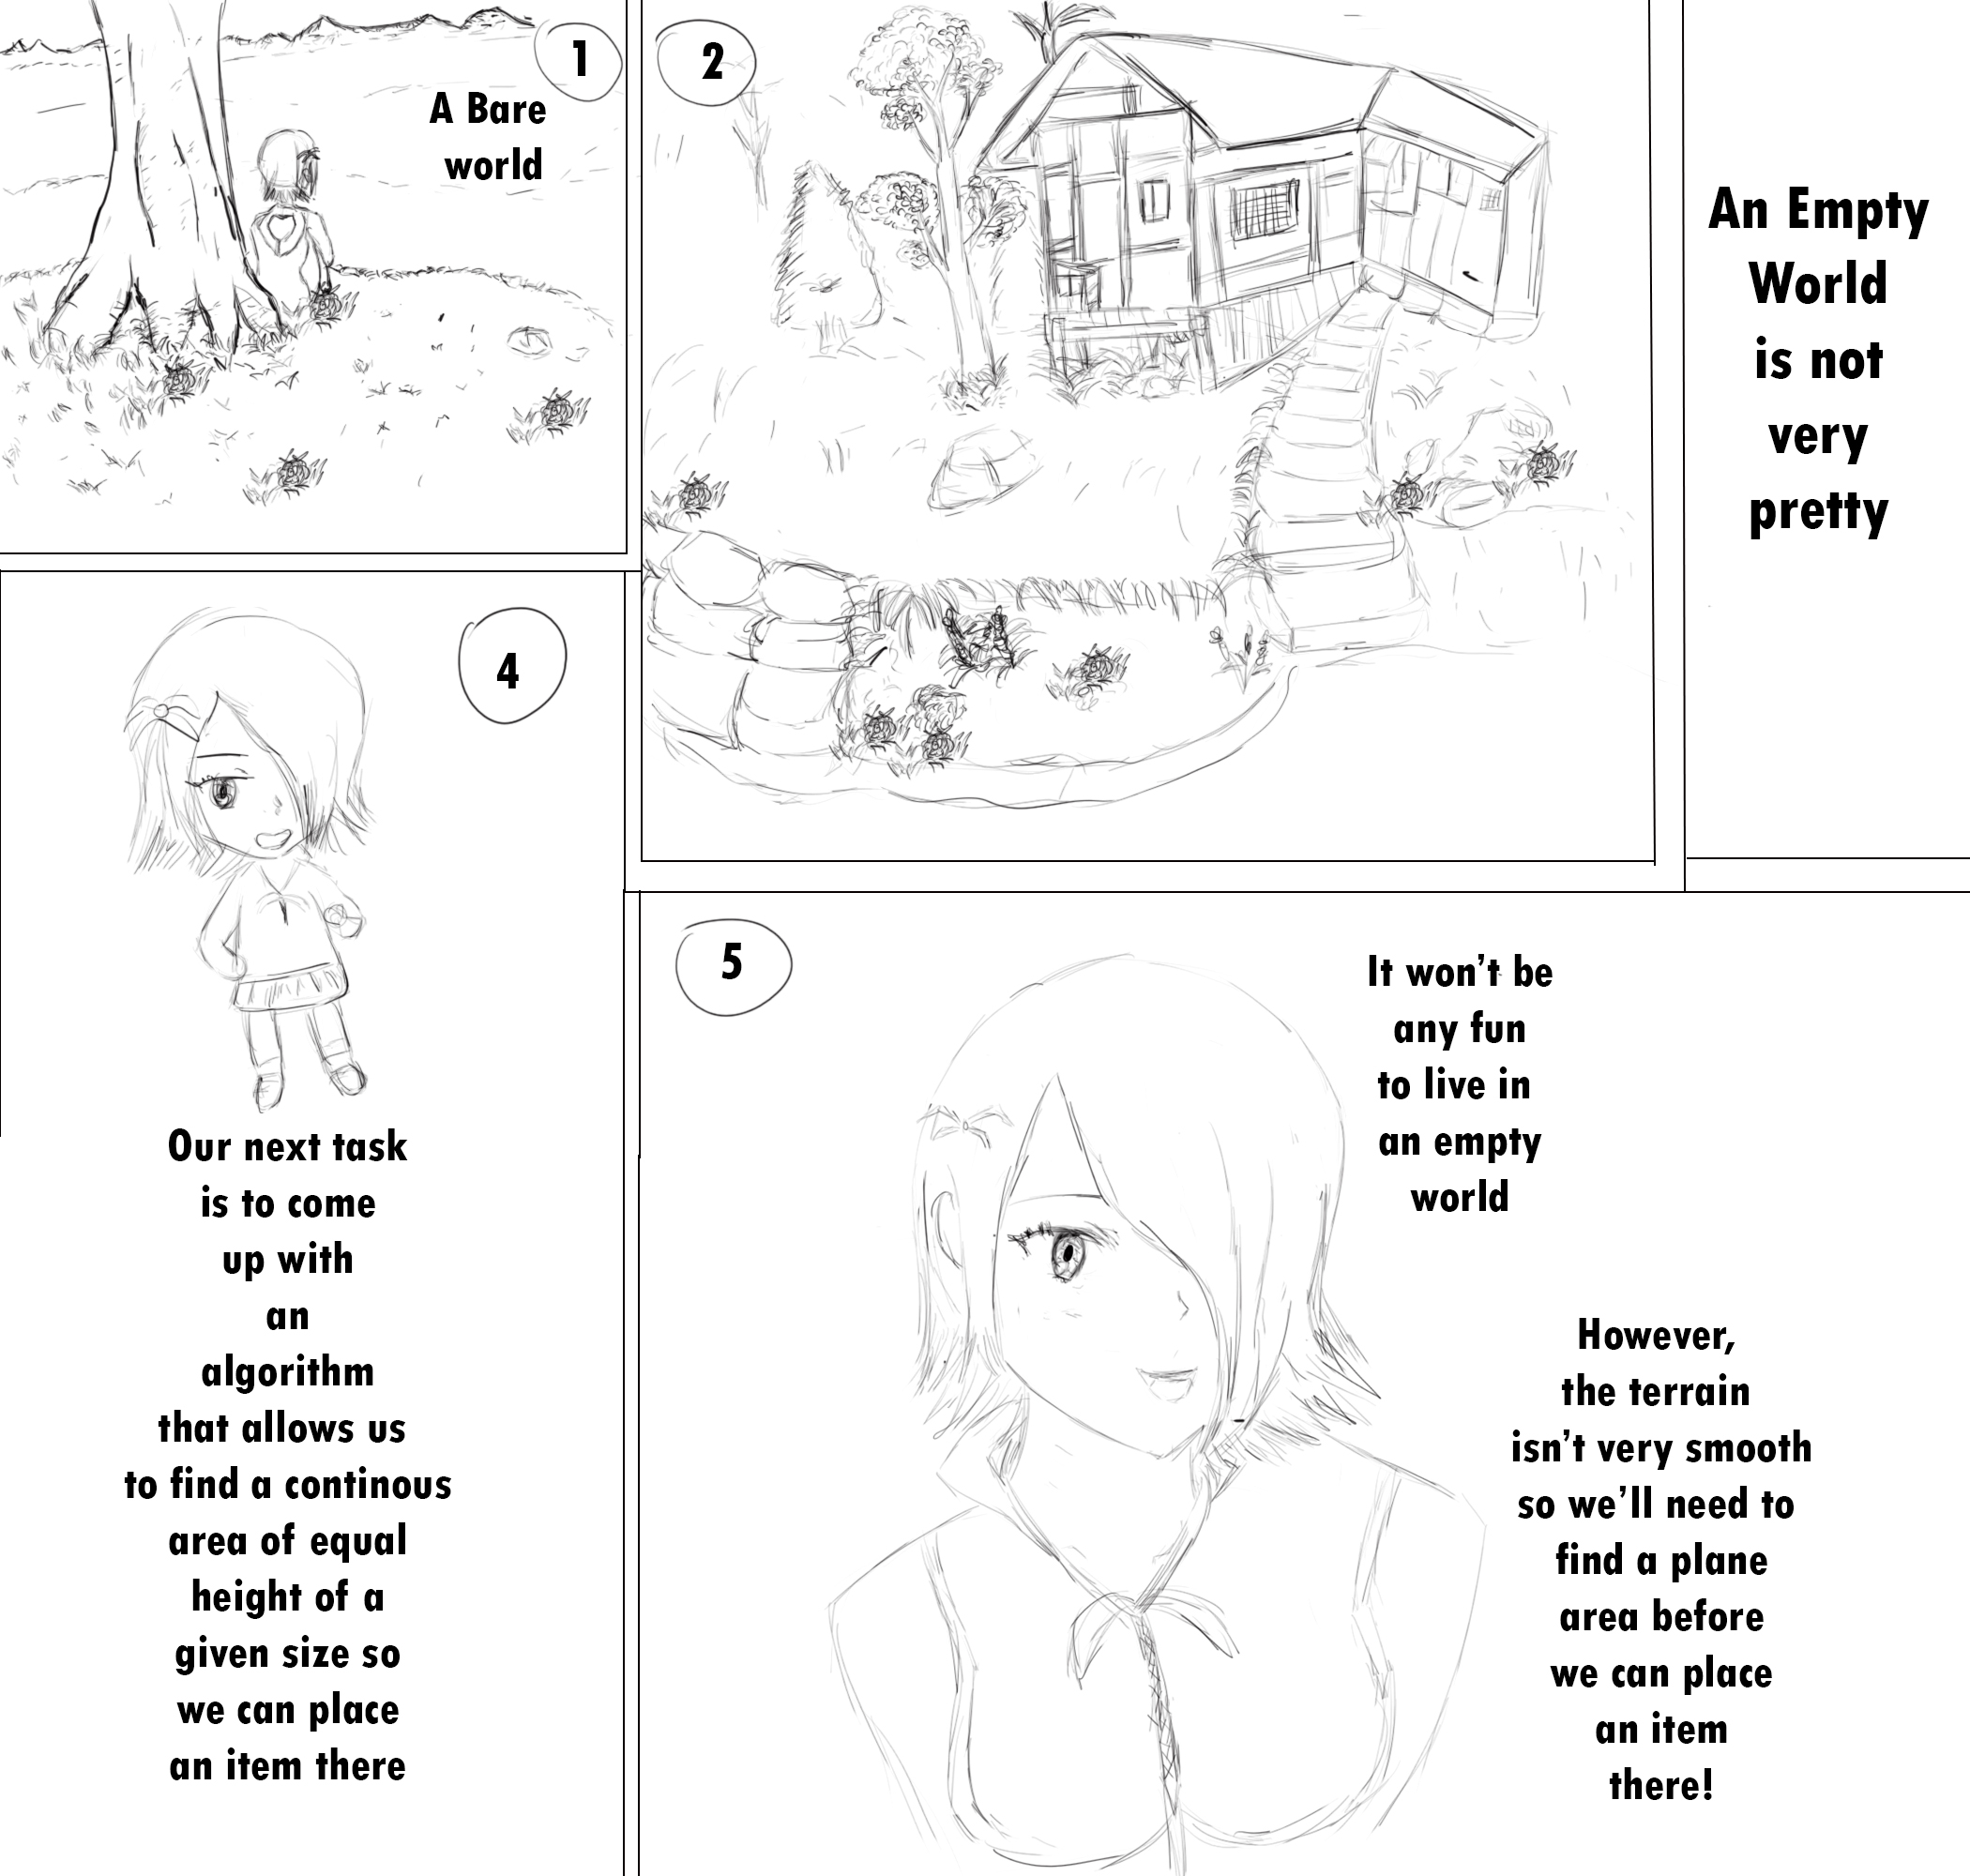 1
A Bare
world
2
An Empty
World
is not
very
pretty
4
Our next task
is to come
up with
an
algorithm
that allows us
to find a continous
area of equal
height of a
given size so
we can place
an item there
5
It won't be
any fun
to live in
an empty
world
However,
the terrain
isn't very smooth
so we'll need to
find a plane
area before
we can place
an item
there!